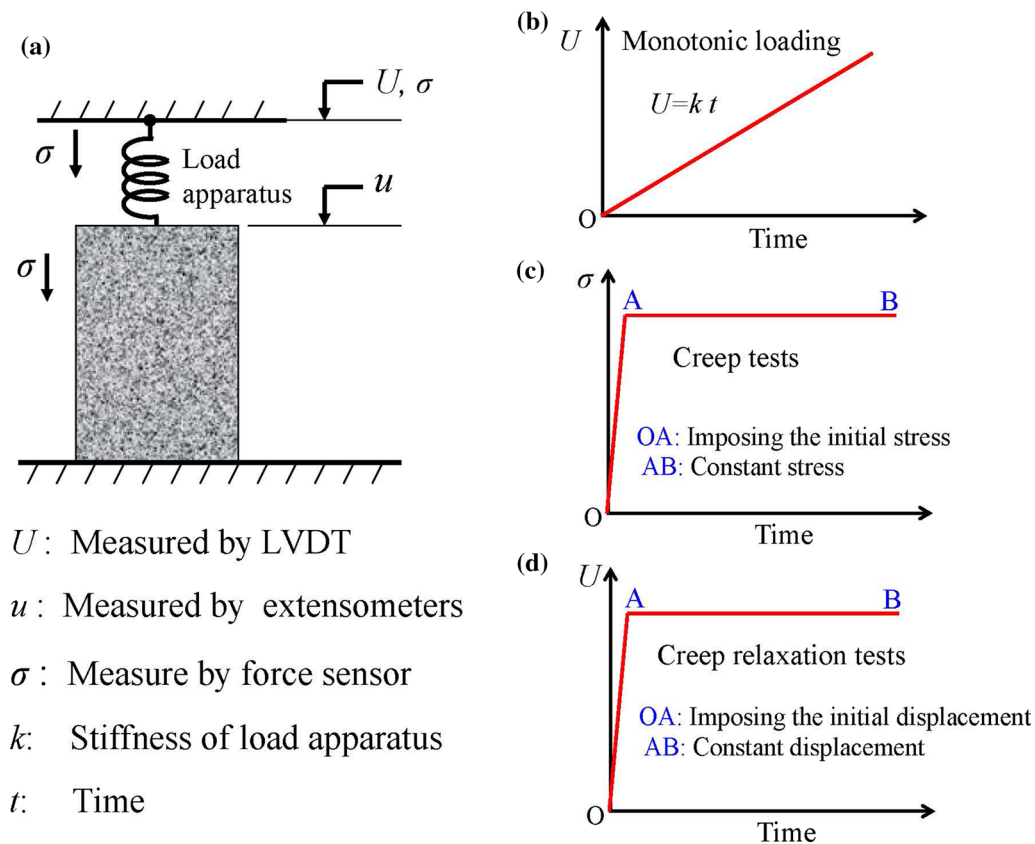 (a)
U, σ
σ
Load
apparatus
u
σ
U : Measured by LVDT
u : Measured by extensometers
σ : Measure by force sensor
k: Stiffness of load apparatus
t: Time
(b)
U
Monotonic loading
U=k t
O
Time
(c)
σ
A
B
Creep tests
OA: Imposing the initial stress
AB: Constant stress
O
Time
(d)
U
A
B
Creep relaxation tests
OA: Imposing the initial displacement
AB: Constant displacement
O
Time